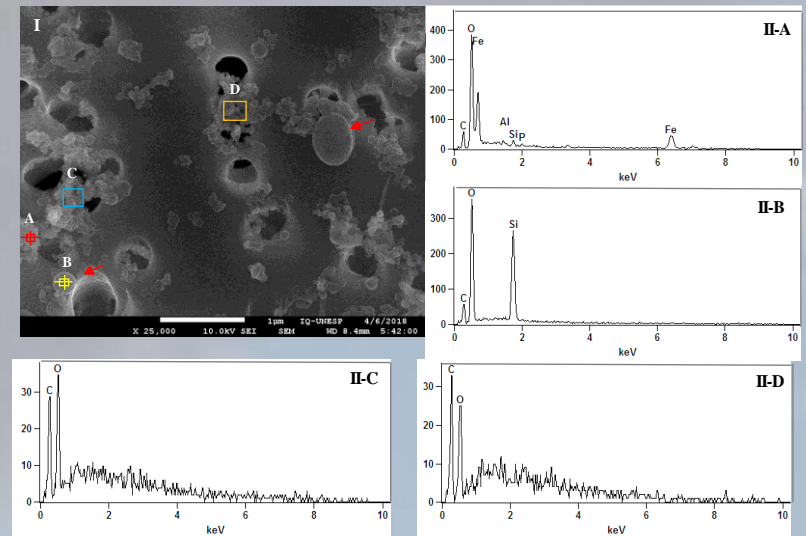 I
D
C
A
B
1μm IQ-UNESP 4/6/2018
X 25,000 10.0kV SEI SEM WD 8.4mm 5:42:00
II-A
400
300
200
100
0
O
Fe
C
Al
Si
P
Fe
0 2 4 6 8 10
keV
II-B
300
200
100
0
O
Si
C
0 2 4 6 8 10
keV
II-C
30
20
10
0
C
O
0 2 4 6 8 10
keV
II-D
30
20
10
0
C
O
0 2 4 6 8 10
keV